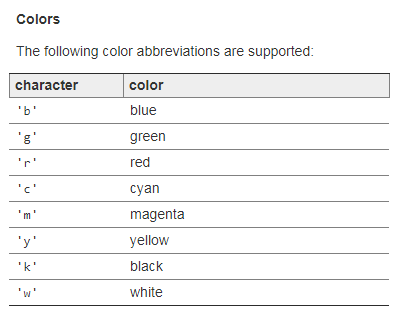 Colors
The following color abbreviations are supported:
character color
'b' blue
'g' green
'r' red
'c' cyan
'm' magenta
'y' yellow
'k' black
'w' white